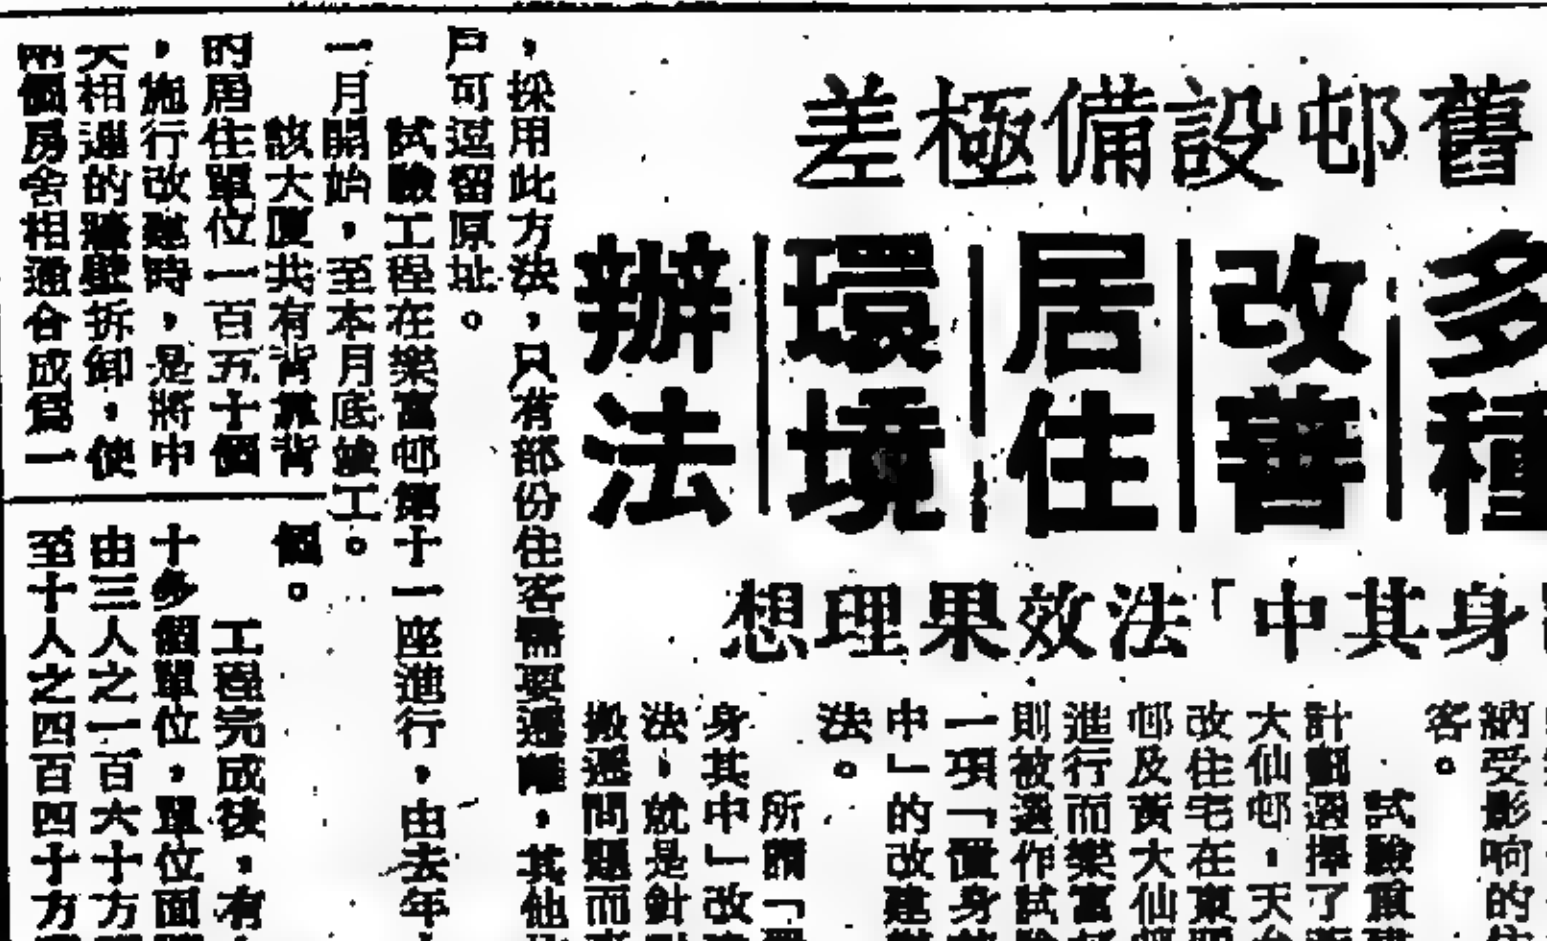 舊邨設備極差
多種
改善
居住
環境
辦法
身其中「法效果理想
納受影响的
客。
試驗
計劃選擇了
大仙邨,天
改住宅在東
邨及黃大仙
進行而樂富
則被選作試
一項「置身
中」的改建
法。
所謂「
身其中」改
法,就是針
搬遷問題而
,採用此方法,只有部份住客需要遷離,其他
戶可逗留原址。
試驗工程在樂富邨第十一座進行,由去年
一月開始,至本月底竣工。
該大厦共有背靠背
的居住單位一百五十個
,施行改建時,是將中
大相連的牆壁拆卸,使
兩個房舍相通合成爲一
個。
工程完成後,有
十多個單位,單位面
由三人之一百六十方
至十人之四百四十方